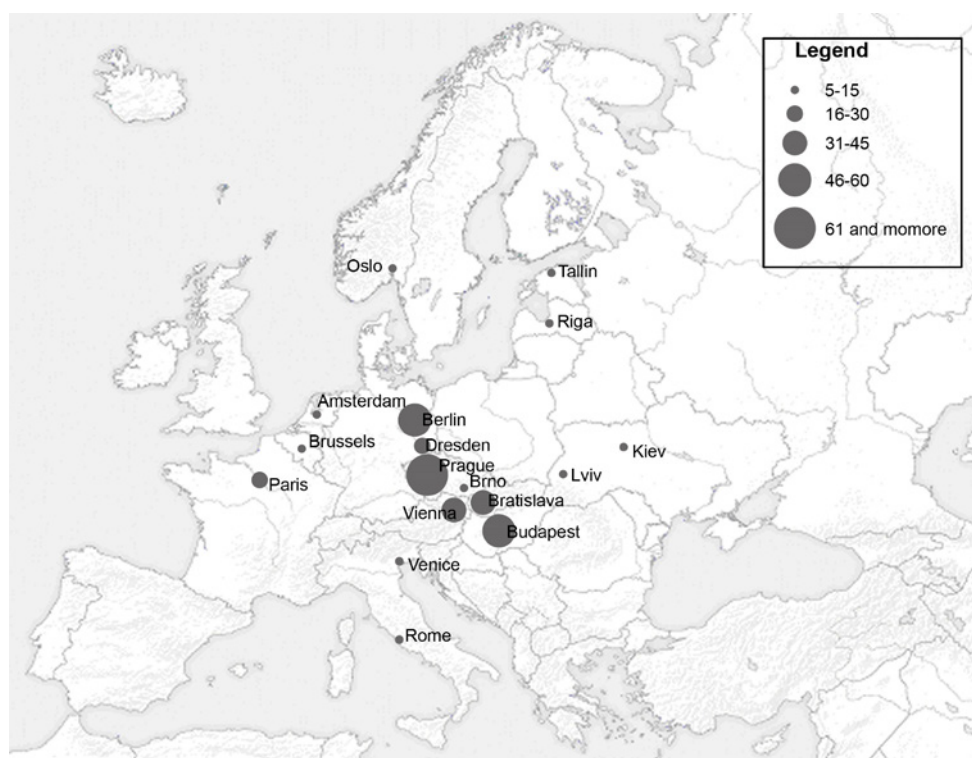 Legend
5-15
16-30
31-45
46-60
61 and momore
Oslo
Tallin
Riga
Amsterdam
Berlin
Brussels
Dresden
Kiev
Prague
Paris
Brno
Lviv
Bratislava
Vienna
Budapest
Venice
Rome